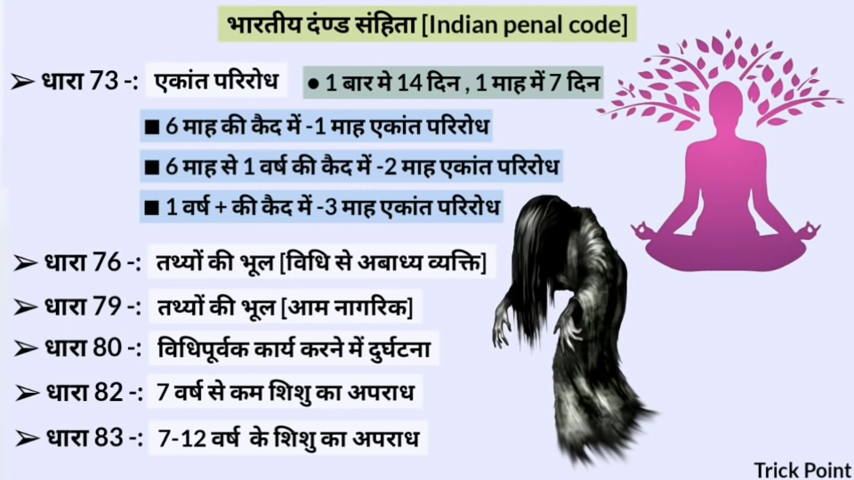 भारतीय दंण्ड संहिता [Indian penal code]
➢ धारा 73 -: एकांत परिरोध ● 1 बार मे 14 दिन , 1 माह में 7 दिन
■ 6 माह की कैद में -1 माह एकांत परिरोध
■ 6 माह से 1 वर्ष की कैद में -2 माह एकांत परिरोध
■ 1 वर्ष + की कैद में -3 माह एकांत परिरोध
➢ धारा 76 -: तथ्यों की भूल [विधि से अबाध्य व्यक्ति]
➢ धारा 79 -: तथ्यों की भूल [आम नागरिक]
➢ धारा 80 -: विधिपूर्वक कार्य करने में दुर्घटना
➢ धारा 82 -: 7 वर्ष से कम शिशु का अपराध
➢ धारा 83 -: 7-12 वर्ष के शिशु का अपराध
Trick Point